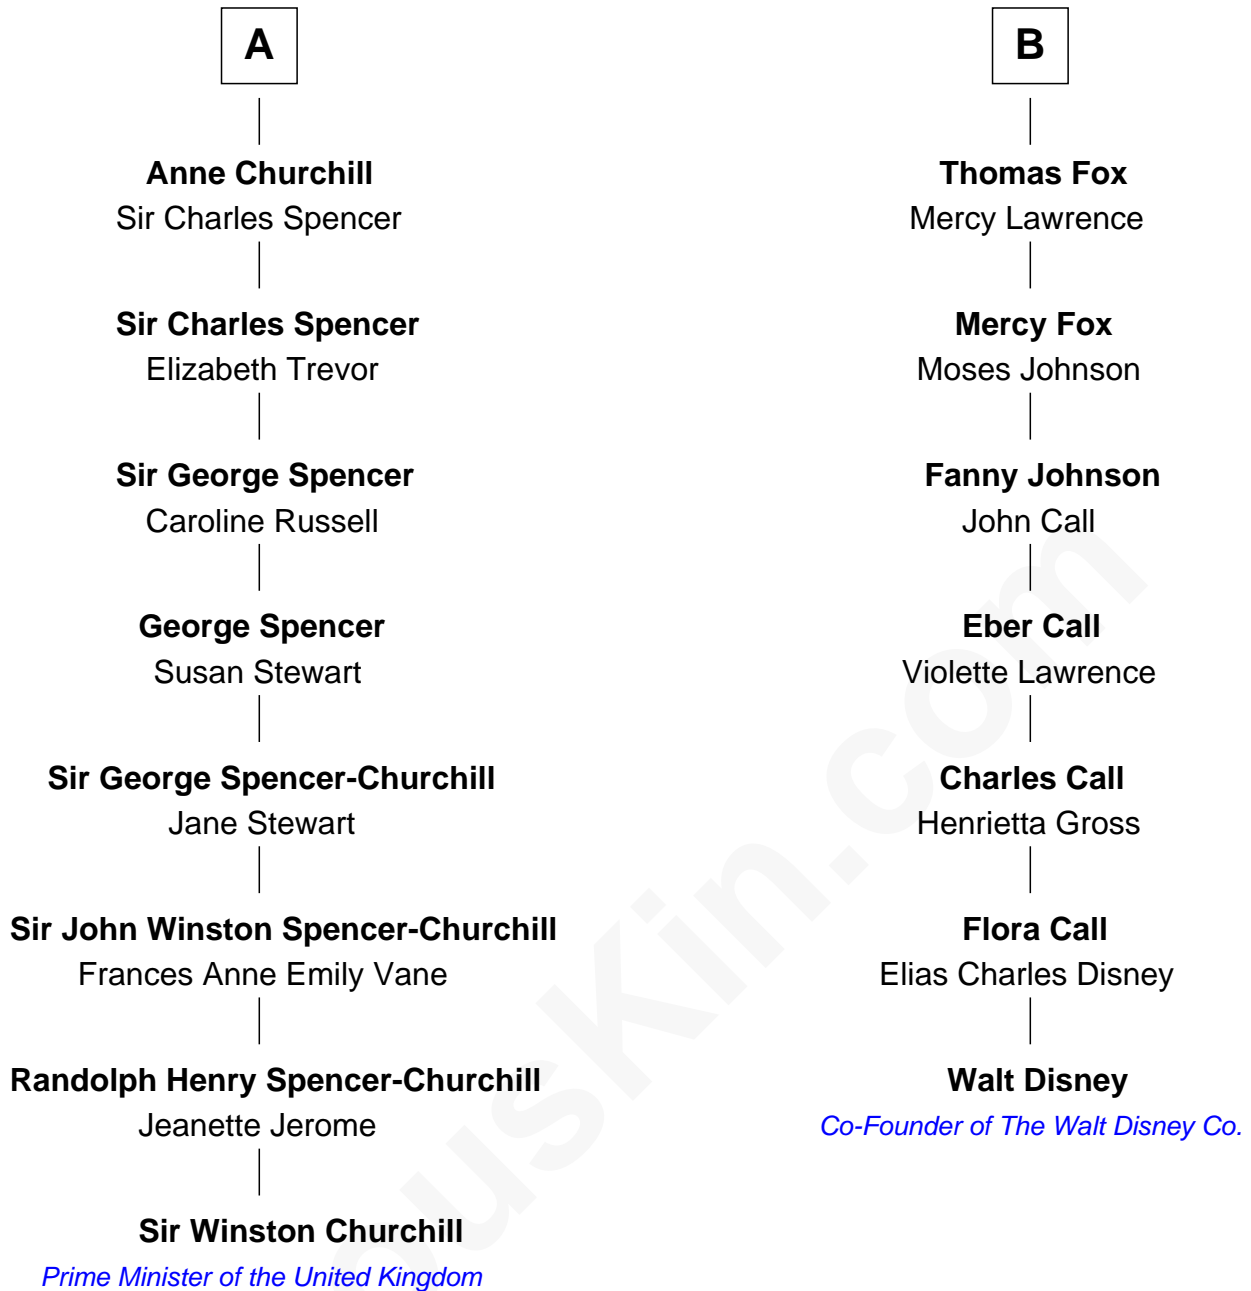 A
Anne Churchill
Sir Charles Spencer
Sir Charles Spencer
Elizabeth Trevor
Sir George Spencer
Caroline Russell
George Spencer
Susan Stewart
Sir George Spencer-Churchill
Jane Stewart
Sir John Winston Spencer-Churchill
Frances Anne Emily Vane
Randolph Henry Spencer-Churchill
Jeanette Jerome
Sir Winston Churchill
Prime Minister of the United Kingdom
B
Thomas Fox
Mercy Lawrence
Mercy Fox
Moses Johnson
Fanny Johnson
John Call
Eber Call
Violette Lawrence
Charles Call
Henrietta Gross
Flora Call
Elias Charles Disney
Walt Disney
Co-Founder of The Walt Disney Co.
ousKin.com